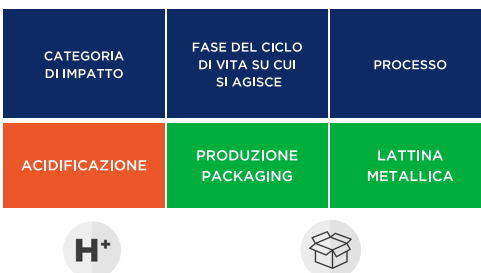 CATEGORIA
DI IMPATTO
FASE DEL CICLO
DI VITA SU CUI
SI AGISCE
PROCESSO
ACIDIFICAZIONE
PRODUZIONE
PACKAGING
LATTINA
METALLICA
H+